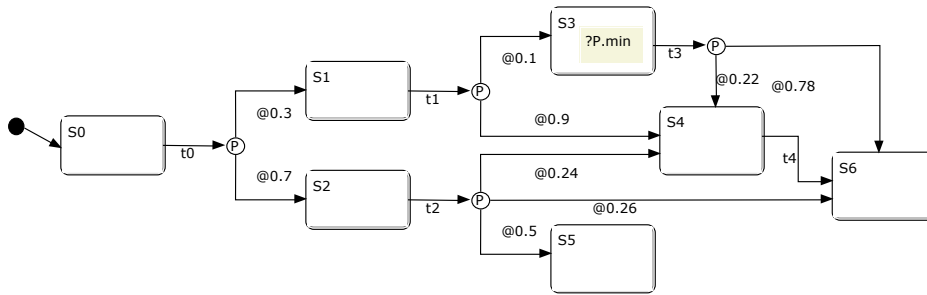 S0
t0
P
@0.3
@0.7
S1
t1
S2
t2
P
@0.1
@0.9
P
@0.24
@0.26
@0.5
S3
?P.min
t3
P
@0.22
@0.78
S4
t4
S5
S6